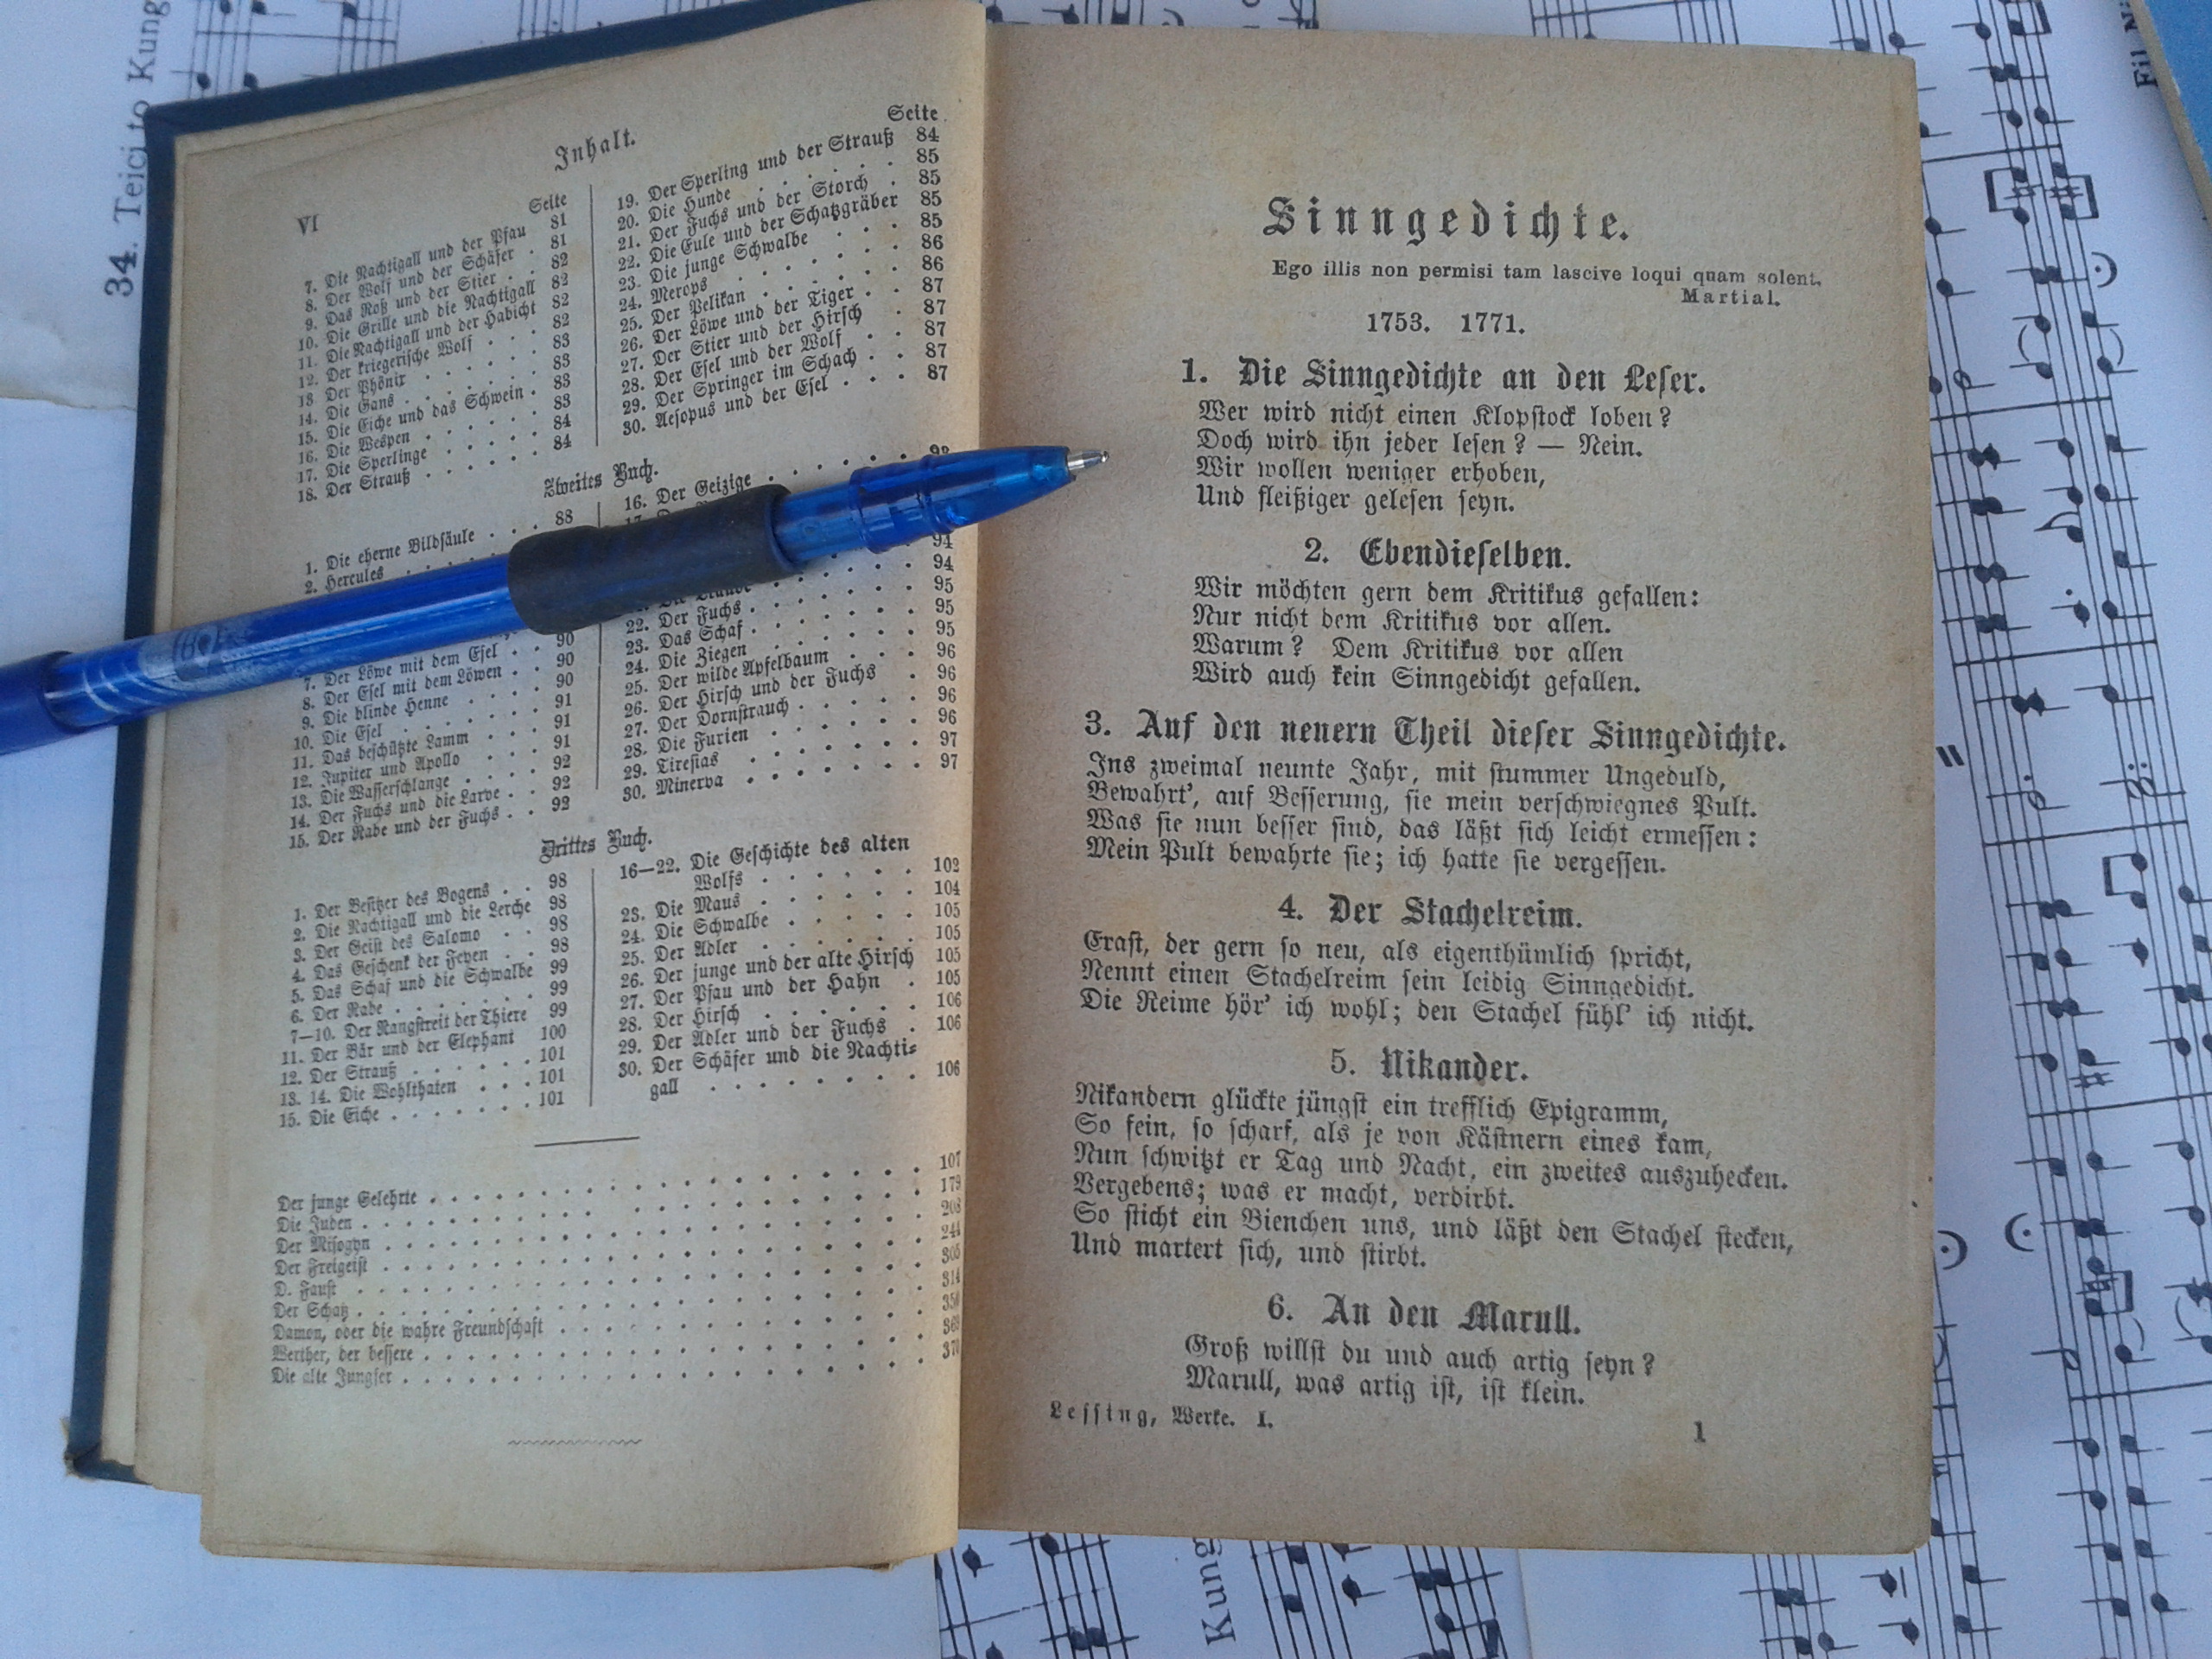 34. Teici to Kung
Fil
VI
Inhalt.
Seite
7. Die Nachtigall und der Pfau 81
8. Der Wolf und der Schäfer . 81
9. Das Roß und der Stier . . 82
10. Die Grille und die Nachtigall 82
11. Die Nachtigall und der Habicht 82
12. Der kriegerische Wolf . . . 82
13. Der Phönix . . . . . . 83
14. Die Gans . . . . . . . 83
15. Die Eiche und das Schwein . 83
16. Die Wespen . . . . . . 83
17. Die Sperlinge . . . . . 84
18. Der Strauß . . . . . . 84
Seite
19. Der Sperling und der Strauß 84
20. Die Hunde . . . . . . 85
21. Der Fuchs und der Storch . 85
22. Die Eule und der Schatzgräber 85
23. Die junge Schwalbe . . . 85
24. Merops . . . . . . . 86
25. Der Pelikan . . . . . . 86
26. Der Löwe und der Tiger . . 87
27. Der Stier und der Hirsch . 87
28. Der Esel und der Wolf . . 87
29. Der Springer im Schach . . 87
30. Aesopus und der Esel . . . 87
Zweites Buch.
1. Die eherne Bildsäule . . . 88
2. Hercules
90
7. Der Löwe mit dem Esel . . 90
8. Der Esel mit dem Löwen . . 90
9. Die blinde Henne . . . . 91
10. Die Esel . . . . . . . 91
11. Das beschützte Lamm . . . 91
12. Jupiter und Apollo . . . . 92
13. Die Wasserschlange . . . . 92
14. Der Fuchs und die Larve . . 92
15. Der Rabe und der Fuchs . . 93
16. Der Geizige . . . . . . 93
94
94
22. Der Fuchs . . . . . . . 95
23. Das Schaf . . . . . . . 95
24. Die Ziegen . . . . . . 95
25. Der wilde Apfelbaum . . . 96
26. Der Hirsch und der Fuchs . 96
27. Der Dornstrauch . . . . . 96
28. Die Furien . . . . . . 96
29. Tiresias . . . . . . . 97
30. Minerva . . . . . . . 97
Drittes Buch.
1. Der Besitzer des Bogens . . 98
2. Die Nachtigall und die Lerche 98
3. Der Geist des Salomo . . 98
4. Das Geschenk der Feyen . . 98
5. Das Schaf und die Schwalbe 99
6. Der Rabe . . . . . . . 99
7—10. Der Rangstreit der Thiere 99
11. Der Bär und der Elephant 100
12. Der Strauß . . . . . . 101
13. 14. Die Wohlthaten . . . 101
15. Die Eiche . . . . . . . 101
16—22. Die Geschichte des alten
Wolfs . . . . . . . 102
23. Die Maus . . . . . . . 104
24. Die Schwalbe . . . . . 105
25. Der Adler . . . . . . . 105
26. Der junge und der alte Hirsch 105
27. Der Pfau und der Hahn . 105
28. Der Hirsch . . . . . . 106
29. Der Adler und der Fuchs . 106
30. Der Schäfer und die Nachti-
gall . . . . . . . . 106
Der junge Gelehrte . . . . . . . 107
Die Juden . . . . . . . 179
Der Misogyn . . . . . . . 208
Der Freigeist . . . . . . . 244
D. Faust . . . . . . . 305
Der Schatz . . . . . . . 314
Damon, oder die wahre Freundschaft . . . . . . .
Werther, der bessere . . . . . . .
Die alte Jungfer . . . . . . . 370
Sinngedichte.
Ego illis non permisi tam lascive loqui quam solent.
Martial.
1753. 1771.
1. Die Sinngedichte an den Leser.
Wer wird nicht einen Klopstock loben?
Doch wird ihn jeder lesen? — Nein.
Wir wollen weniger erhoben,
Und fleißiger gelesen seyn.
2. Ebendieselben.
Wir möchten gern dem Kritikus gefallen:
Nur nicht dem Kritikus vor allen.
Warum? Dem Kritikus vor allen
Wird auch kein Sinngedicht gefallen.
3. Auf den neuern Theil dieser Sinngedichte.
Ins zweimal neunte Jahr, mit stummer Ungeduld,
Bewahrt', auf Besserung, sie mein verschwiegnes Pult.
Was sie nun besser sind, das läßt sich leicht ermessen:
Mein Pult bewahrte sie; ich hatte sie vergessen.
4. Der Stachelreim.
Erast, der gern so neu, als eigenthümlich spricht,
Nennt einen Stachelreim sein leidig Sinngedicht.
Die Reime hör' ich wohl; den Stachel fühl' ich nicht.
5. Nikander.
Nikandern glückte jüngst ein trefflich Epigramm,
So fein, so scharf, als je von Kästnern eines kam,
Nun schwitzt er Tag und Nacht, ein zweites auszuhecken.
Vergebens; was er macht, verdirbt.
So sticht ein Bienchen uns, und läßt den Stachel stecken,
Und martert sich, und stirbt.
6. An den Marull.
Groß willst du und auch artig seyn?
Marull, was artig ist, ist klein.
Lessing, Werke. I.
1
Kung